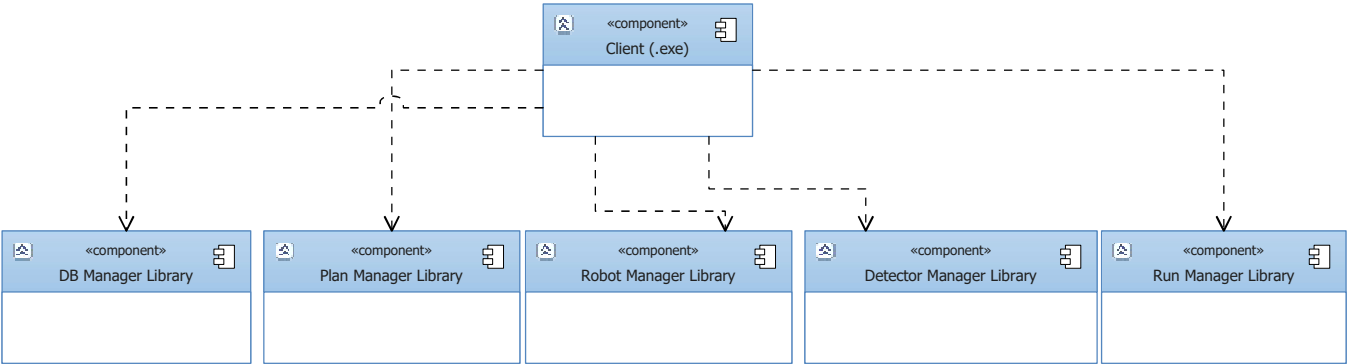 «component»
Client (.exe)
«component»
DB Manager Library
«component»
Plan Manager Library
«component»
Robot Manager Library
«component»
Detector Manager Library
«component»
Run Manager Library